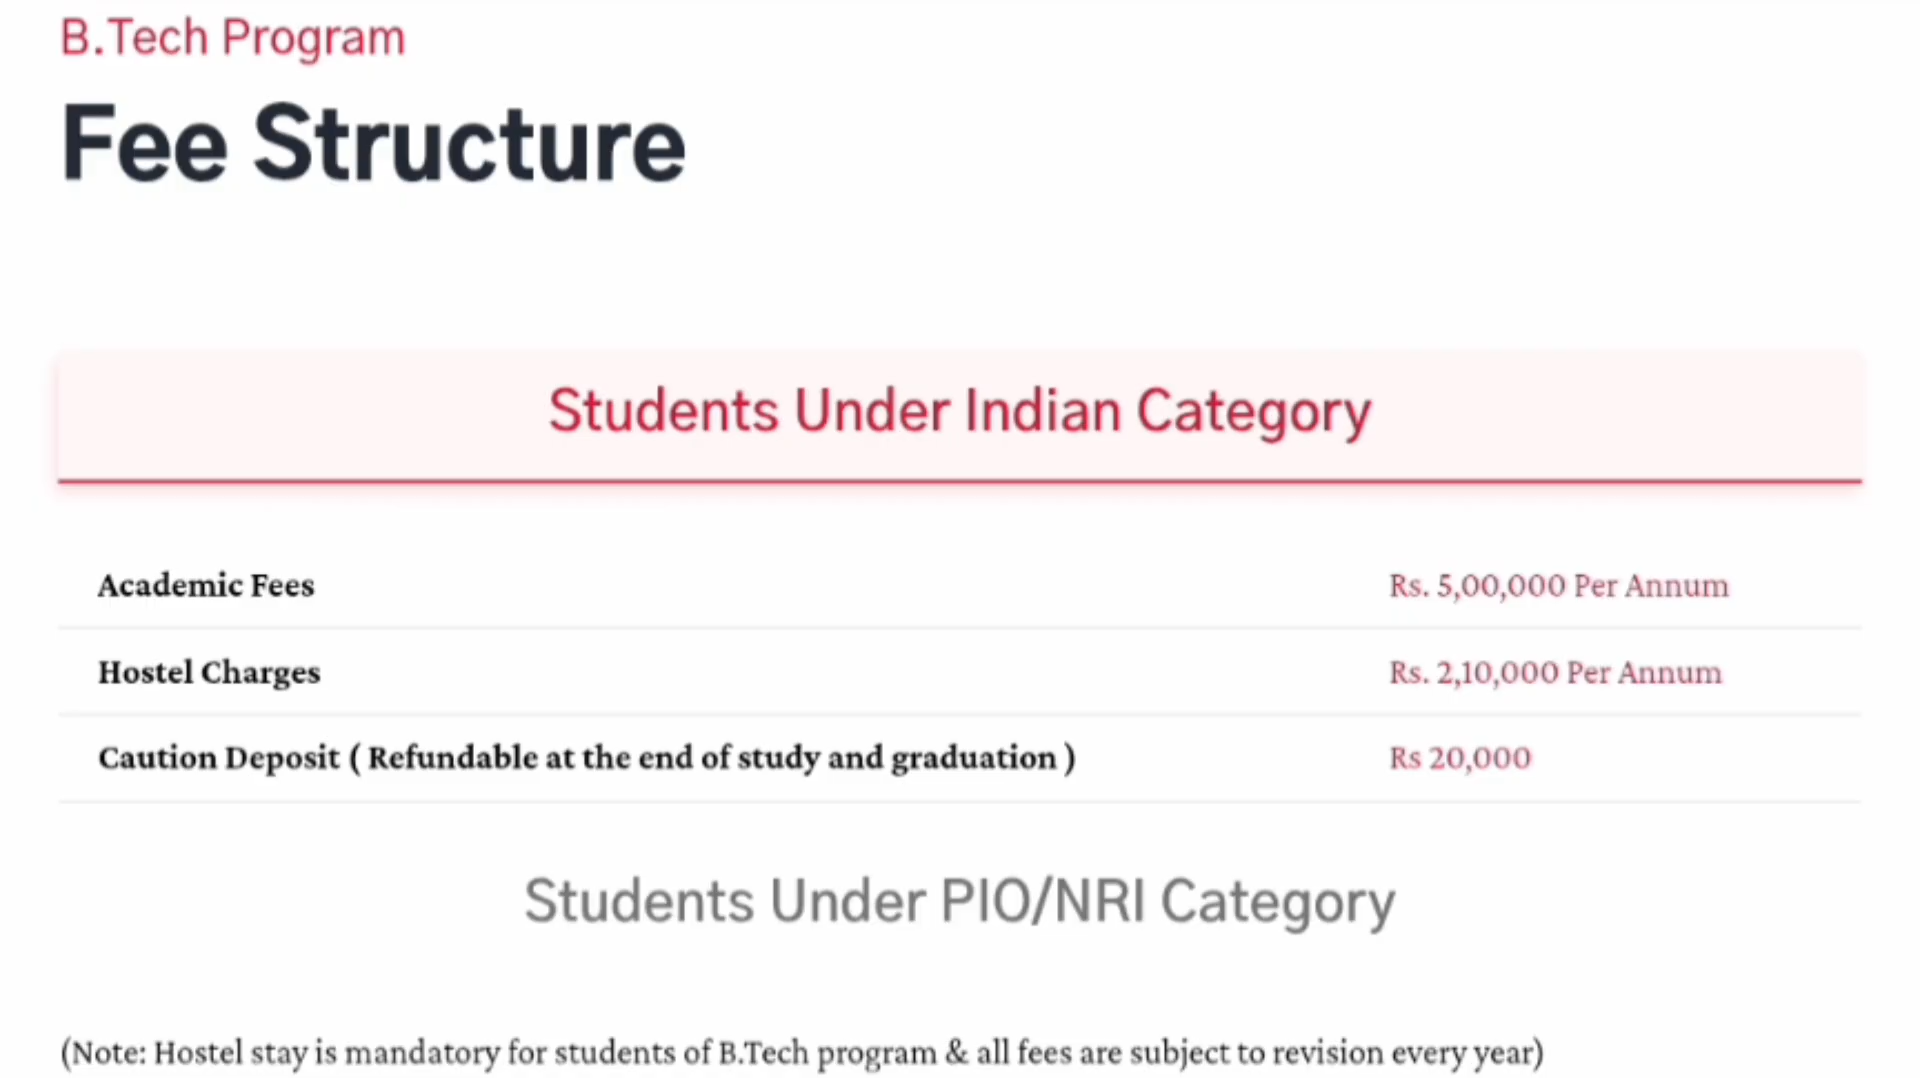 B.Tech Program
Fee Structure
Students Under Indian Category
Academic Fees Rs. 5,00,000 Per Annum
Hostel Charges Rs. 2,10,000 Per Annum
Caution Deposit ( Refundable at the end of study and graduation ) Rs 20,000
Students Under PIO/NRI Category
(Note: Hostel stay is mandatory for students of B.Tech program & all fees are subject to revision every year)